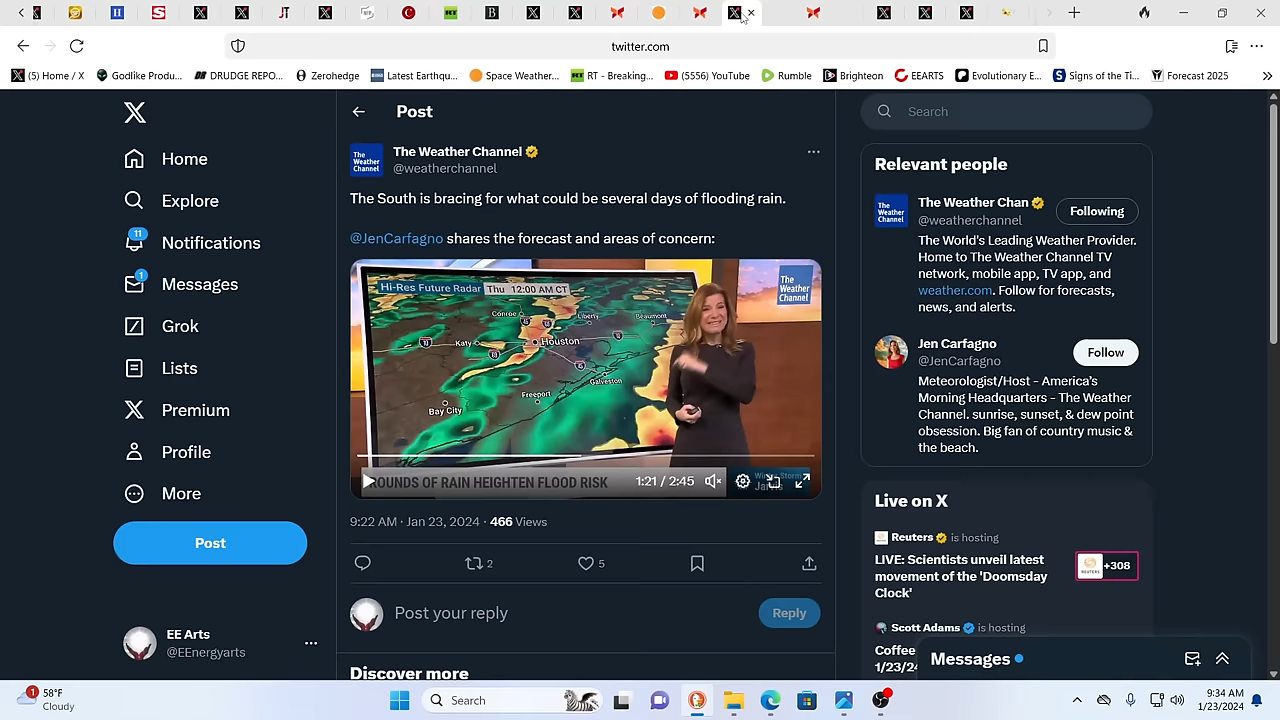 twitter.com
(5) Home / X
Godlike Produ...
DRUDGE REPO...
Zerohedge
Latest Earthqu...
Space Weather...
RT - Breaking...
(5556) YouTube
Rumble
Brighteon
EEARTS
Evolutionary E...
Signs of the Ti...
Forecast 2025
Home
Explore
11
Notifications
1
Messages
Grok
Lists
Premium
Profile
More
Post
EE Arts
@EEnergyarts
Post
The Weather Channel
@weatherchannel
The South is bracing for what could be several days of flooding rain.
@JenCarfagno shares the forecast and areas of concern:
Hi-Res Future Radar Thu 12:00 AM CT
The
Weather
Channel
Conroe
Liberty
Beaumont
Katy
Houston
Galveston
Freeport
Bay City
ROUNDS OF RAIN HEIGHTEN FLOOD RISK
1:21 / 2:45
9:22 AM · Jan 23, 2024 · 466 Views
2
5
Post your reply
Reply
Discover more
Search
Relevant people
The Weather Chan
@weatherchannel
Following
The World's Leading Weather Provider.
Home to The Weather Channel TV
network, mobile app, TV app, and
weather.com. Follow for forecasts,
news, and alerts.
Jen Carfagno
@JenCarfagno
Follow
Meteorologist/Host - America's
Morning Headquarters - The Weather
Channel. sunrise, sunset, & dew point
obsession. Big fan of country music &
the beach.
Live on X
Reuters is hosting
LIVE: Scientists unveil latest
movement of the 'Doomsday
Clock'
+308
Scott Adams is hosting
Coffee
1/23/24
Messages
1
58°F
Cloudy
Search
9:34 AM
1/23/2024